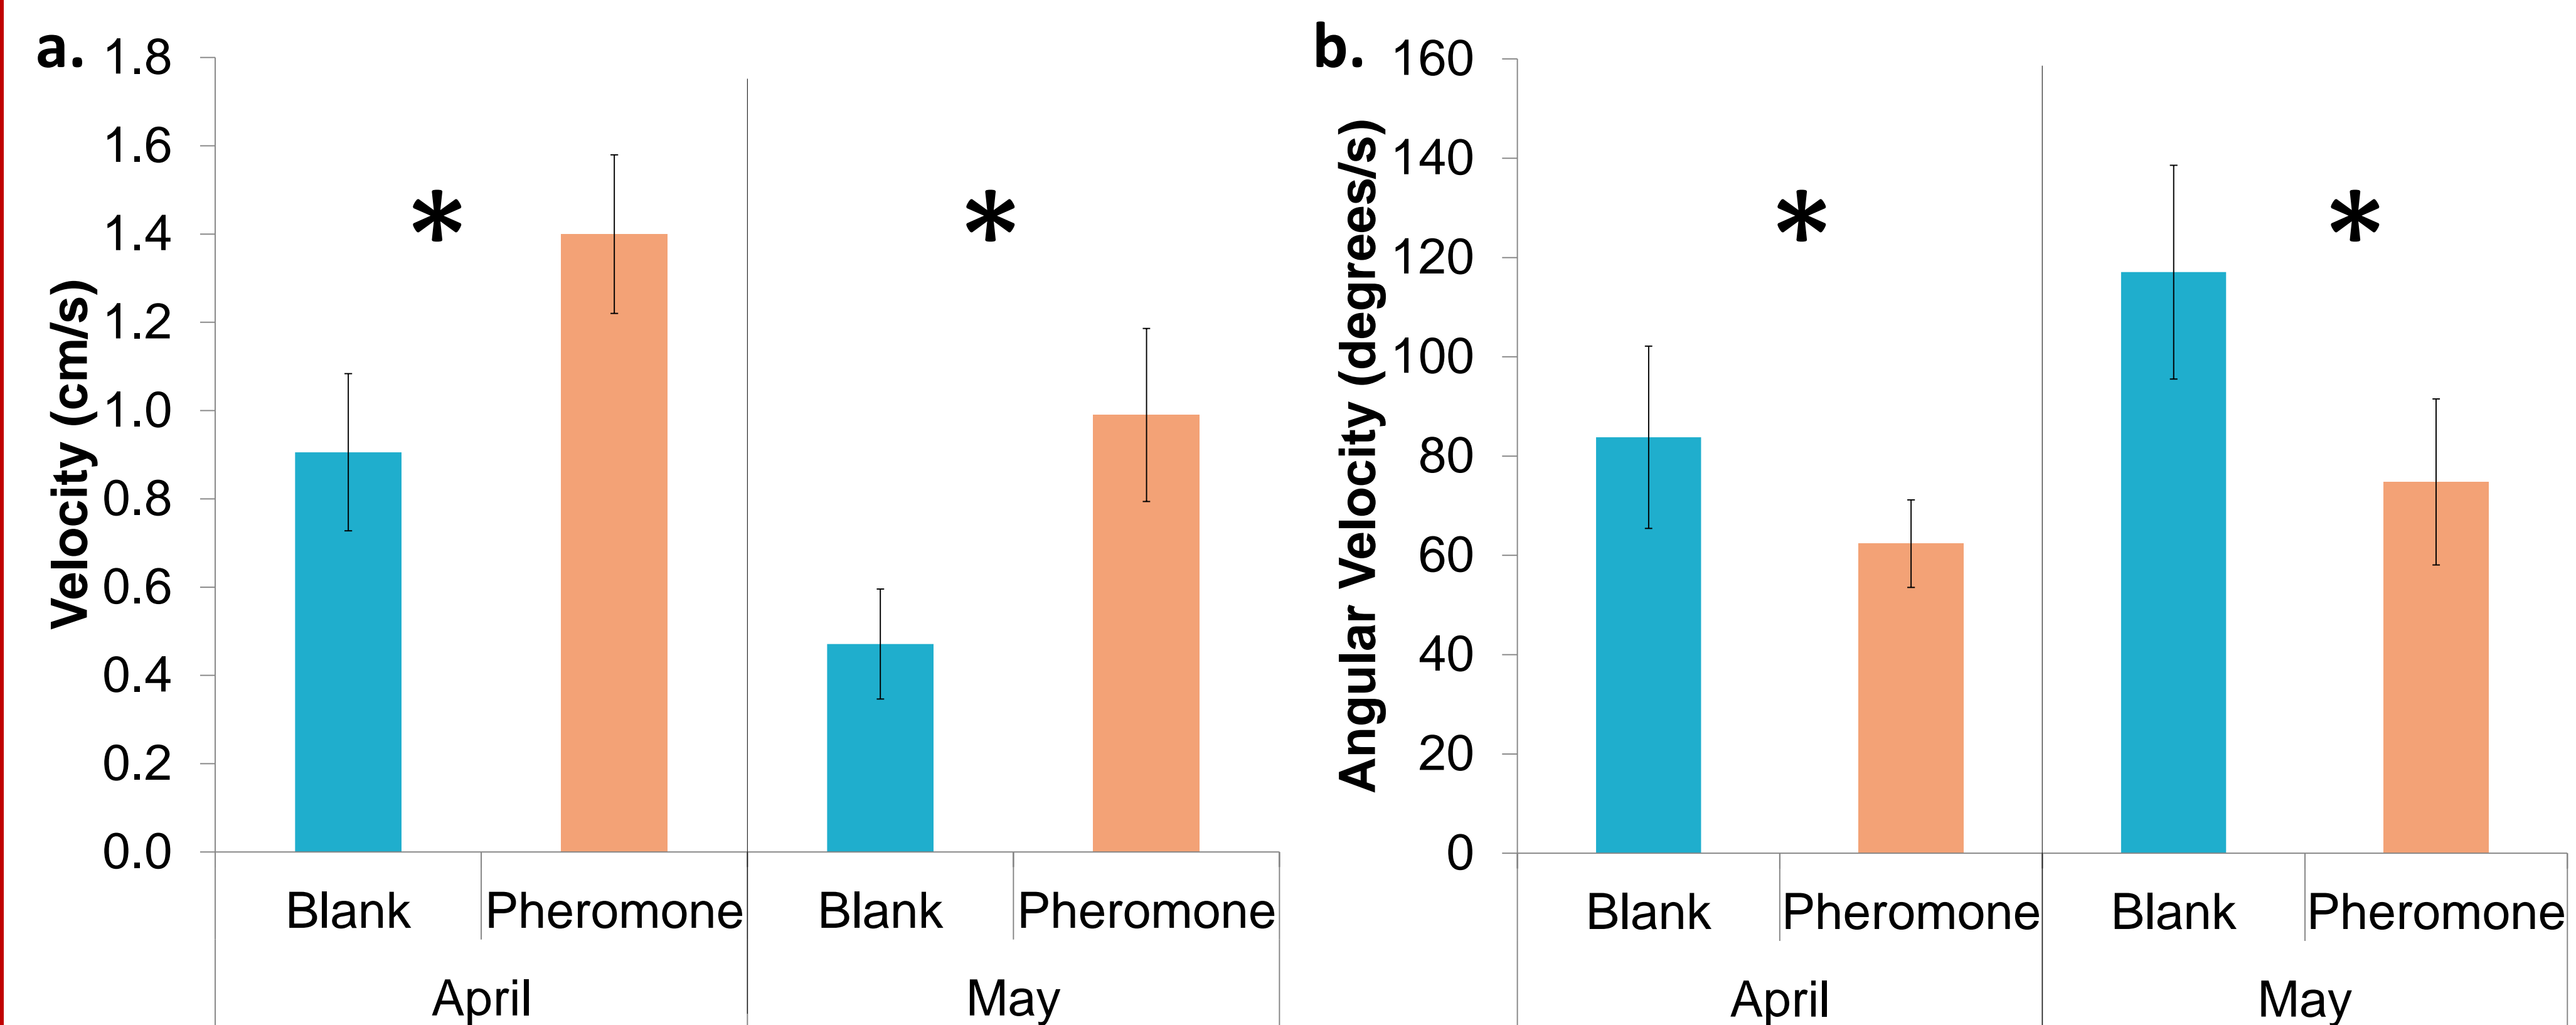 a.
Velocity (cm/s)
1.8
1.6
1.4
1.2
1.0
0.8
0.6
0.4
0.2
0.0
*
*
Blank Pheromone Blank Pheromone
April May
b.
Angular Velocity (degrees/s)
160
140
120
100
80
60
40
20
0
*
*
Blank Pheromone Blank Pheromone
April May